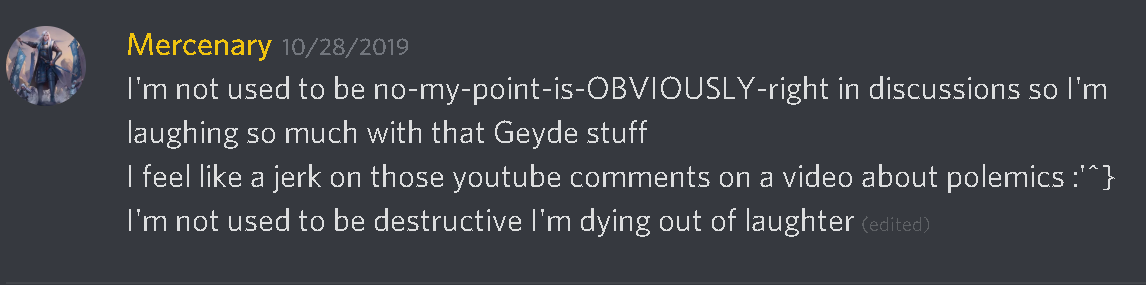 Mercenary 10/28/2019
I'm not used to be no-my-point-is-OBVIOUSLY-right in discussions so I'm
laughing so much with that Geyde stuff
I feel like a jerk on those youtube comments on a video about polemics :'^}
I'm not used to be destructive I'm dying out of laughter (edited)